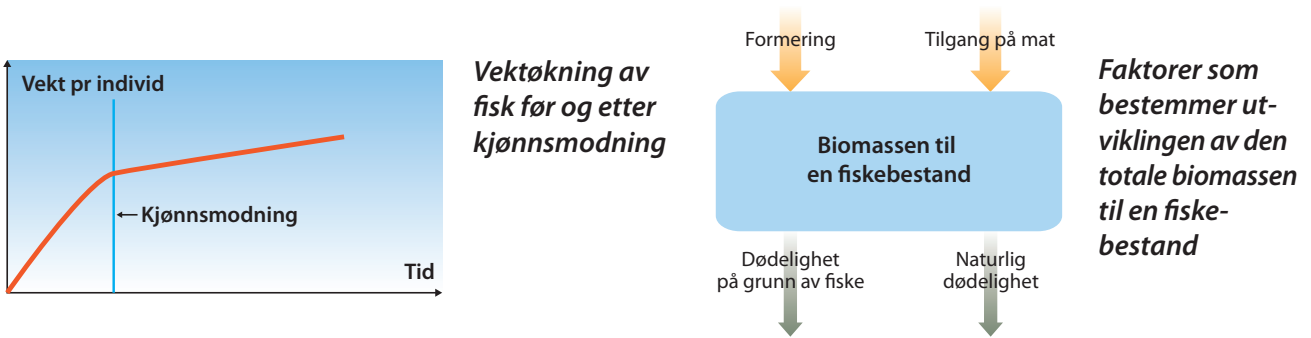 Vekt pr individ
Kjønnsmodning
Tid
Vektøkning av
fisk før og etter
kjønnsmodning
Formering
Tilgang på mat
Biomassen til
en fiskebestand
Dødelighet
på grunn av fiske
Naturlig
dødelighet
Faktorer som
bestemmer ut-
viklingen av den
totale biomassen
til en fiske-
bestand